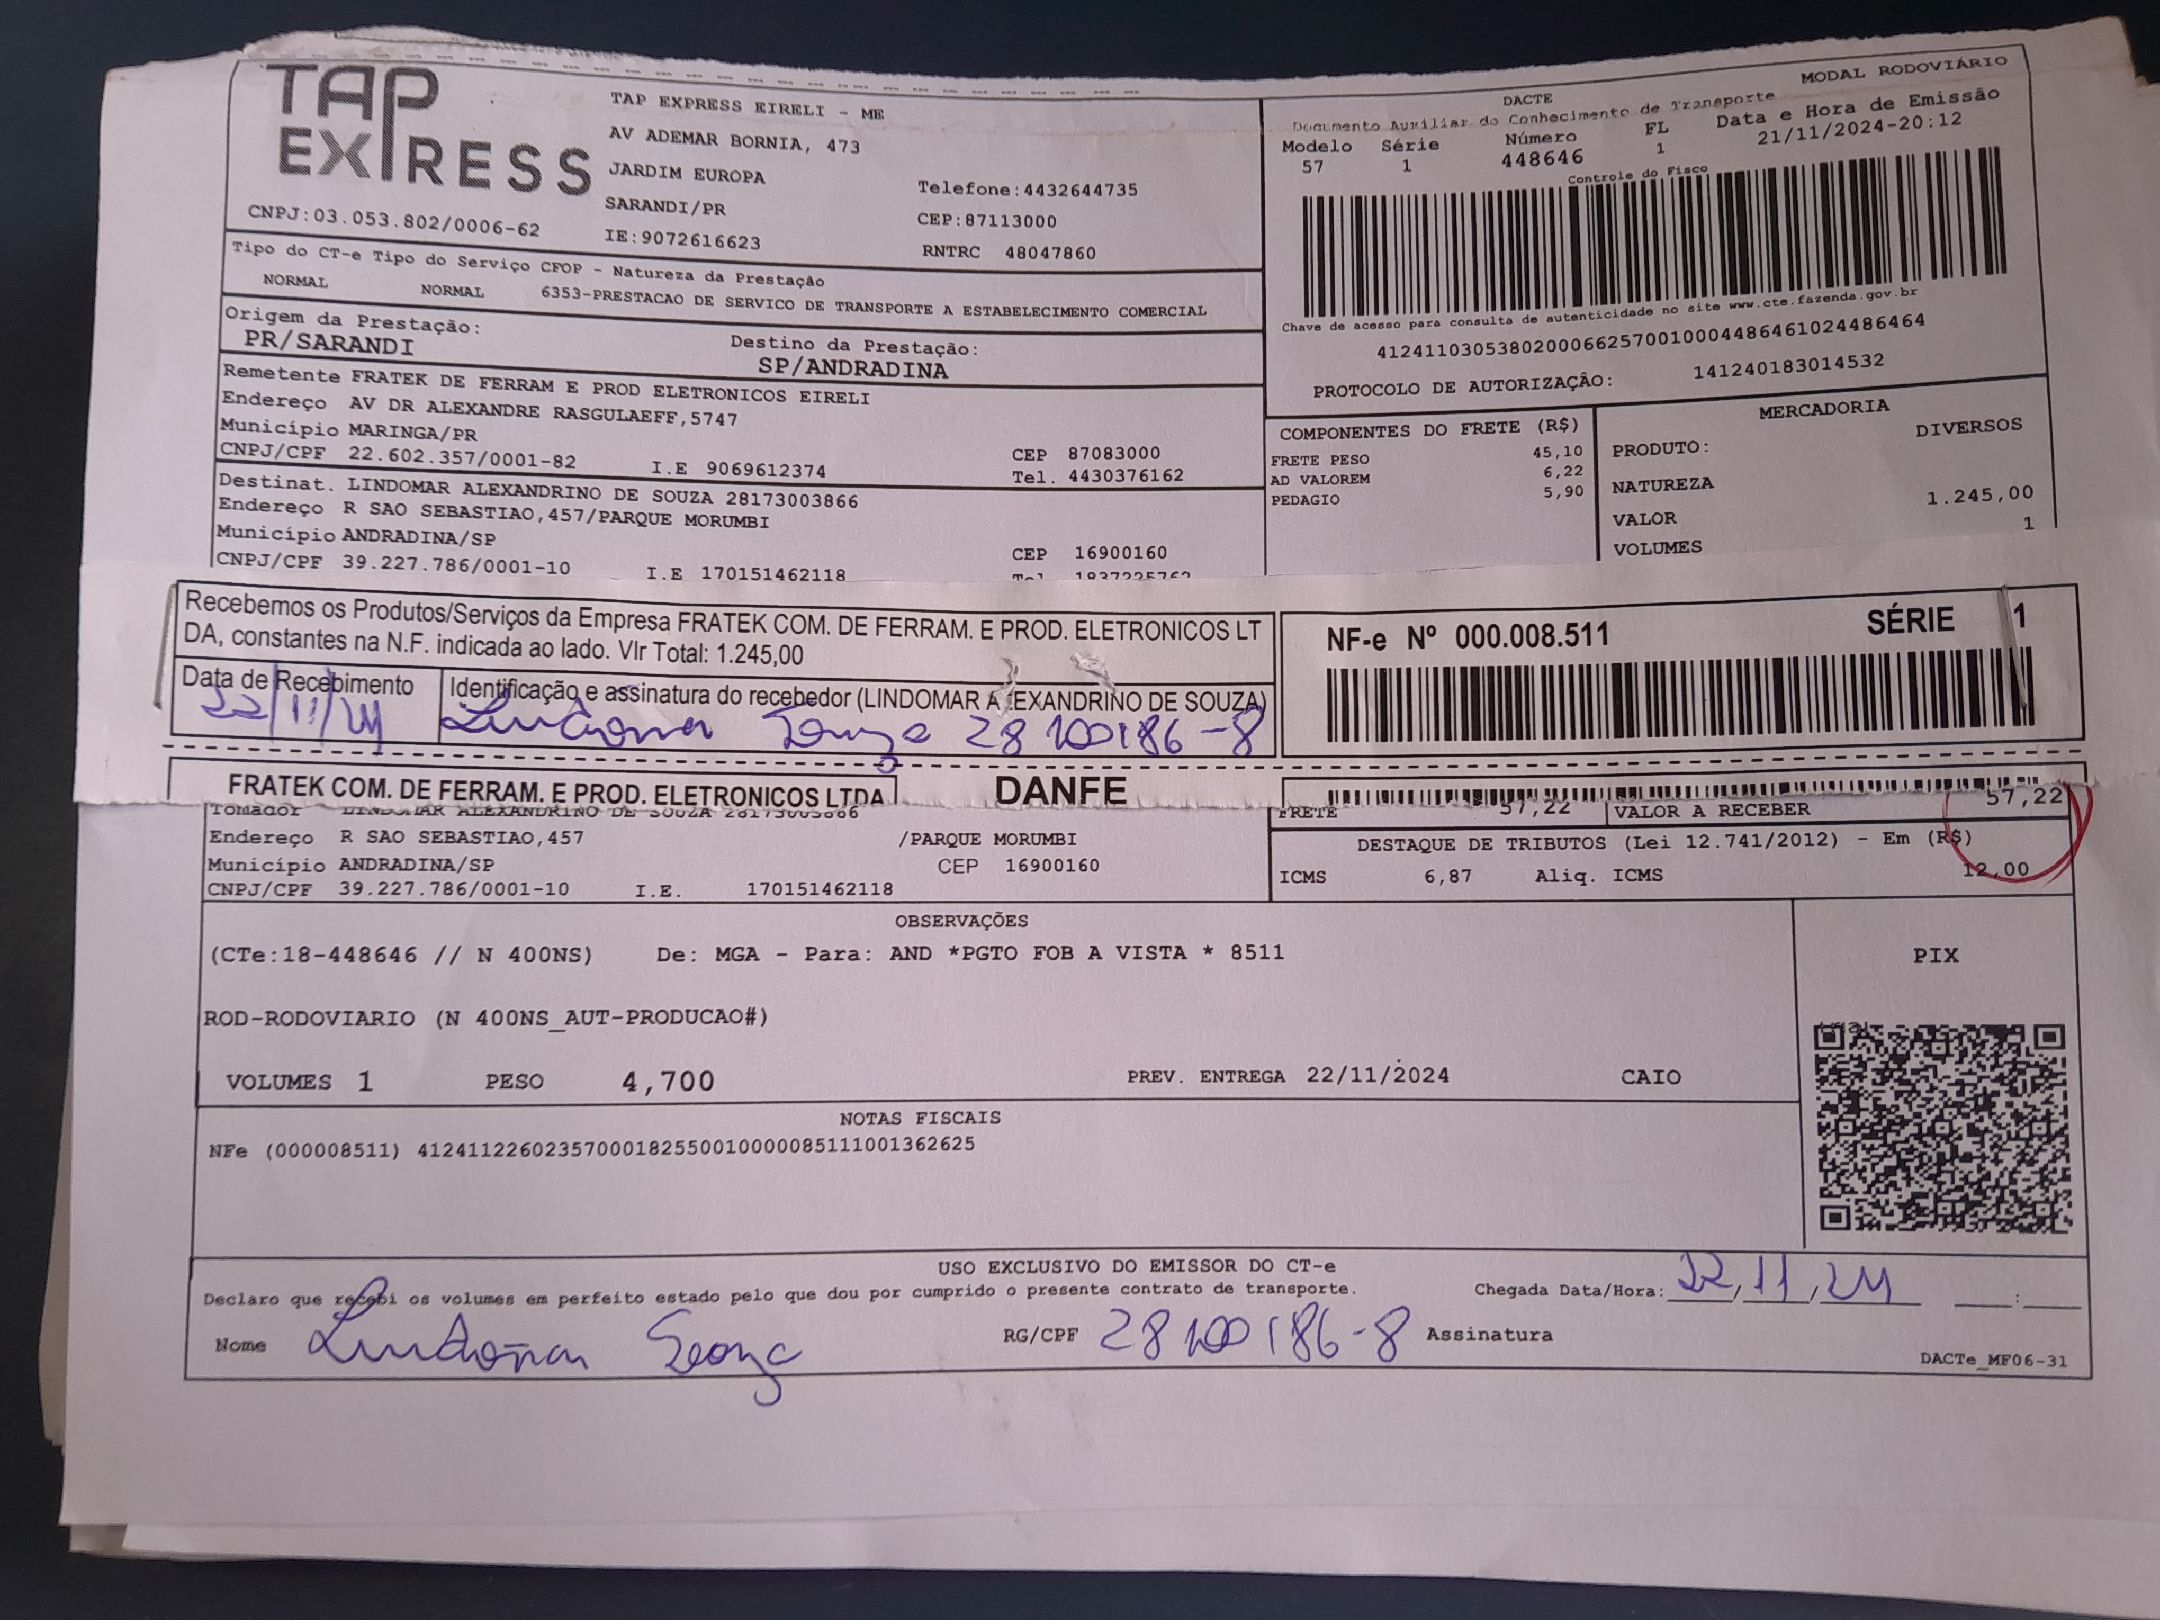 TAP
EXPRESS
CNPJ:03.053.802/0006-62
TAP EXPRESS EIRELI - ME
AV ADEMAR BORNIA, 473
JARDIM EUROPA
SARANDI/PR
IE:9072616623
Telefone:4432644735
CEP:87113000
RNTRC 48047860
MODAL RODOVIÁRIO
DACTE
Documento Auxiliar do Conhecimento de Transporte
Modelo Série Número FL Data e Hora de Emissão
57 1 448646 1 21/11/2024-20:12
Controle do Fisco
Chave de acesso para consulta de autenticidade no site www.cte.fazenda.gov.br
41241103053802000662570010004486461024486464
PROTOCOLO DE AUTORIZAÇÃO: 141240183014532
Tipo do CT-e Tipo do Serviço CFOP - Natureza da Prestação
NORMAL NORMAL 6353-PRESTACAO DE SERVICO DE TRANSPORTE A ESTABELECIMENTO COMERCIAL
Origem da Prestação: Destino da Prestação:
PR/SARANDI SP/ANDRADINA
Remetente FRATEK DE FERRAM E PROD ELETRONICOS EIRELI
Endereço AV DR ALEXANDRE RASGULAEFF,5747
Município MARINGA/PR CEP 87083000
CNPJ/CPF 22.602.357/0001-82 I.E 9069612374 Tel. 4430376162
Destinat. LINDOMAR ALEXANDRINO DE SOUZA 28173003866
Endereço R SAO SEBASTIAO,457/PARQUE MORUMBI
Município ANDRADINA/SP CEP 16900160
CNPJ/CPF 39.227.786/0001-10 I.E 170151462118 Tel 1837225762
COMPONENTES DO FRETE (R$)
FRETE PESO 45,10
AD VALOREM 6,22
PEDAGIO 5,90
MERCADORIA
PRODUTO: DIVERSOS
NATUREZA
VALOR 1.245,00
VOLUMES 1
Recebemos os Produtos/Serviços da Empresa FRATEK COM. DE FERRAM. E PROD. ELETRONICOS LT
DA, constantes na N.F. indicada ao lado. Vlr Total: 1.245,00
Data de Recebimento Identificação e assinatura do recebedor (LINDOMAR ALEXANDRINO DE SOUZA)
22/11/24 Lindomar Souza 28100186-8
NF-e Nº 000.008.511 SÉRIE 1
FRATEK COM. DE FERRAM. E PROD. ELETRONICOS LTDA DANFE
Tomador LINDOMAR ALEXANDRINO DE SOUZA 28173003866
Endereço R SAO SEBASTIAO,457 /PARQUE MORUMBI
Município ANDRADINA/SP CEP 16900160
CNPJ/CPF 39.227.786/0001-10 I.E. 170151462118
FRETE 57,22 VALOR A RECEBER 57,22
DESTAQUE DE TRIBUTOS (Lei 12.741/2012) - Em (R$)
ICMS 6,87 Aliq. ICMS 12,00
OBSERVAÇÕES
(CTe:18-448646 // N 400NS) De: MGA - Para: AND *PGTO FOB A VISTA * 8511
ROD-RODOVIARIO (N 400NS_AUT-PRODUCAO#)
VOLUMES 1 PESO 4,700 PREV. ENTREGA 22/11/2024 CAIO
PIX
NOTAS FISCAIS
NFe (000008511) 41241122602357000182550010000085111001362625
USO EXCLUSIVO DO EMISSOR DO CT-e
Declaro que recebi os volumes em perfeito estado pelo que dou por cumprido o presente contrato de transporte. Chegada Data/Hora: 22/11/24 :
Nome Lindomar Souza RG/CPF 28100186-8 Assinatura
DACTe_MF06-31